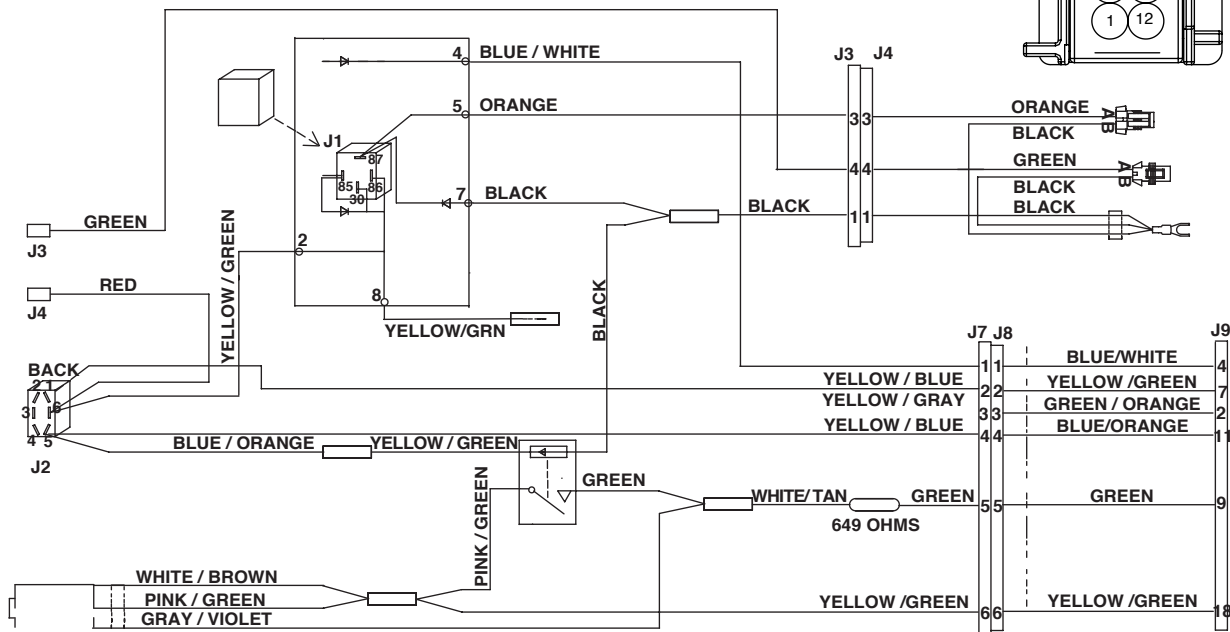 1 12
4 BLUE / WHITE
J3 J4
5 ORANGE
3 3
ORANGE A
BLACK B
J1
87
85 86
30
4 4
GREEN A
BLACK B
7 BLACK
BLACK
1 1
BLACK
GREEN
J3
2
YELLOW / GREEN
RED
J4
8
YELLOW/GRN
BLACK
J7 J8
J9
BACK
2 1
3 6
4 5
J2
1 1
BLUE/WHITE
4
YELLOW / BLUE
2 2
YELLOW /GREEN
7
YELLOW / GRAY
3 3
GREEN / ORANGE
2
YELLOW / BLUE
4 4
BLUE/ORANGE
11
BLUE / ORANGE
YELLOW / GREEN
PINK / GREEN
GREEN
WHITE/ TAN
649 OHMS
GREEN
5 5
GREEN
9
WHITE / BROWN
PINK / GREEN
GRAY / VIOLET
YELLOW /GREEN
6 6
YELLOW /GREEN
18